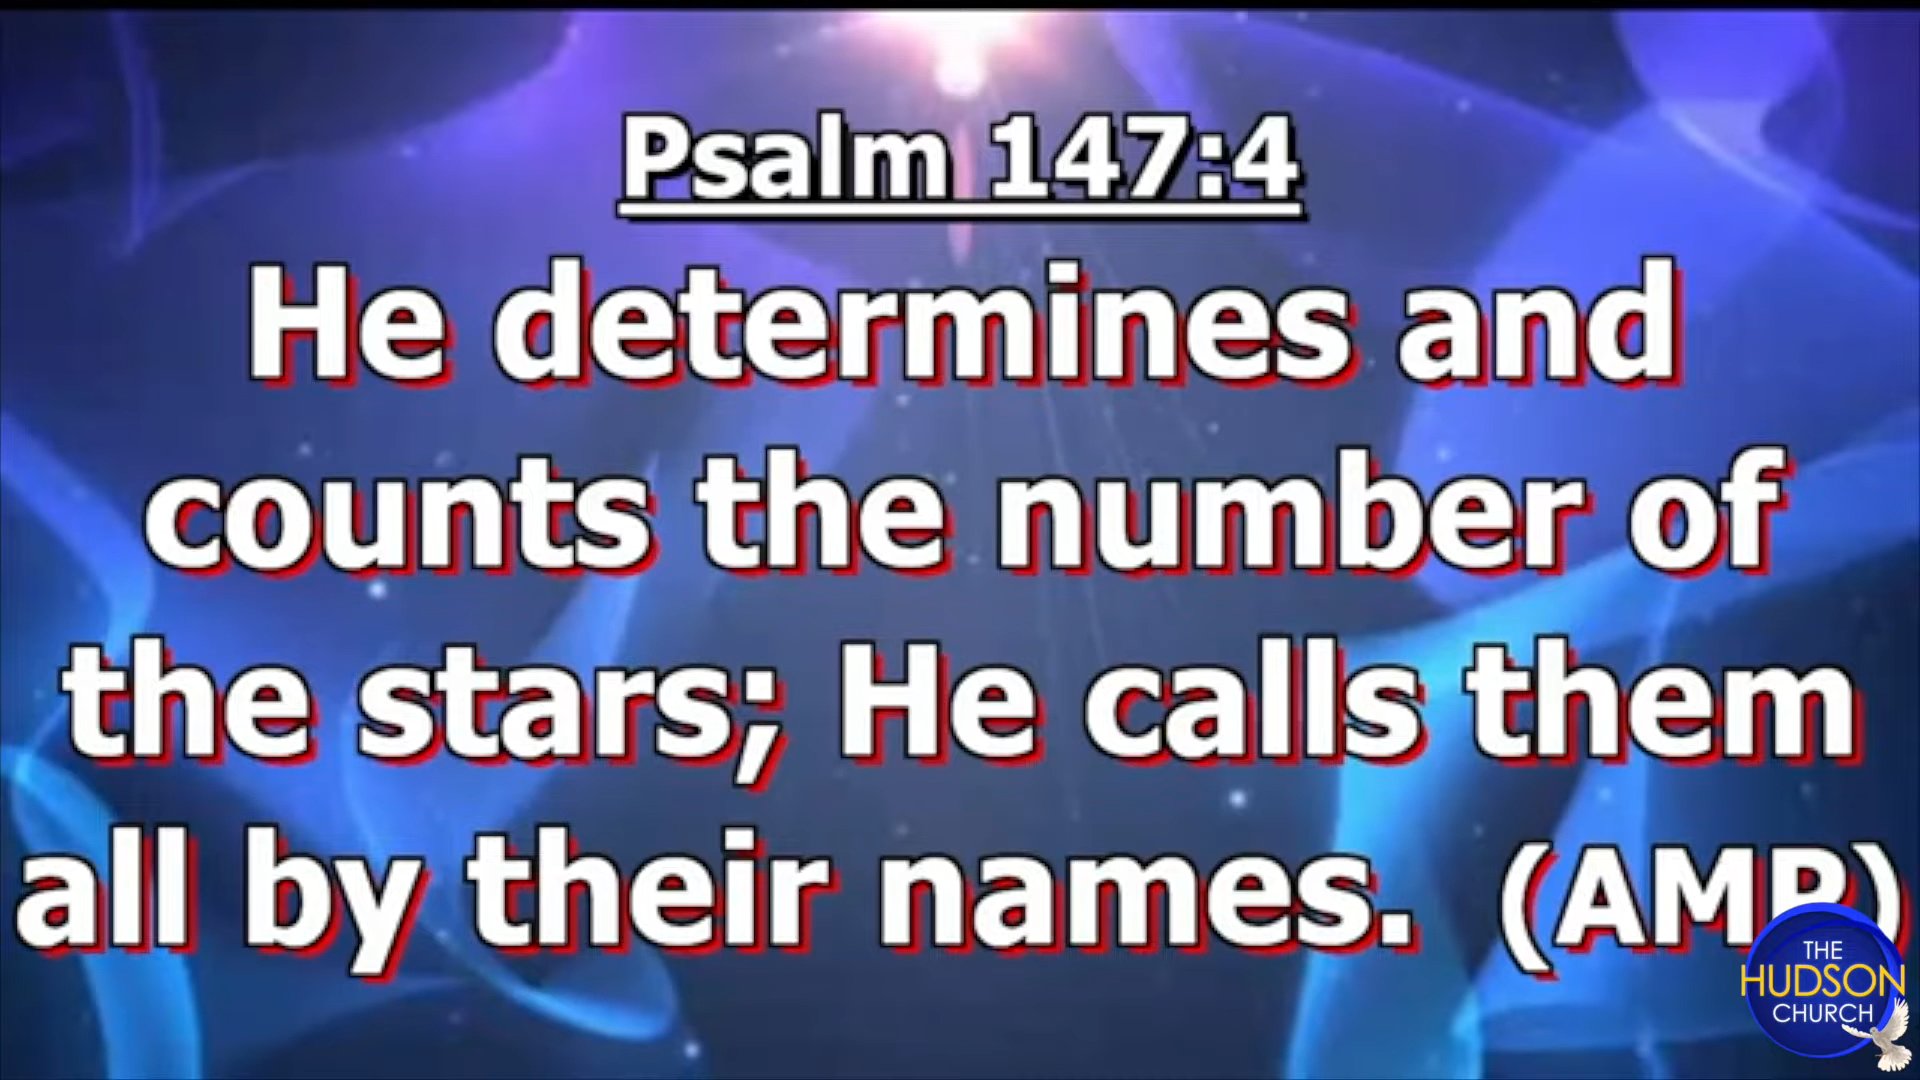 Psalm 147:4
He determines and
counts the number of
the stars; He calls them
all by their names. (AMP)
THE
HUDSON
CHURCH